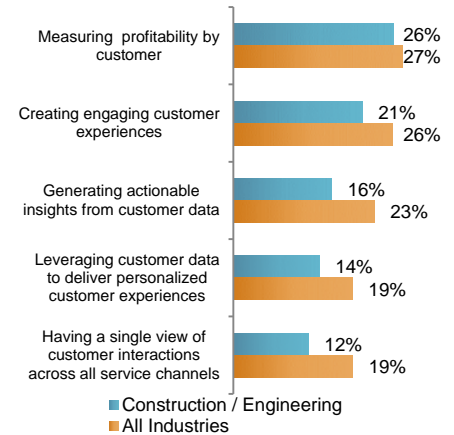 Measuring profitability by
customer
26%
27%
Creating engaging customer
experiences
21%
26%
Generating actionable
insights from customer data
16%
23%
Leveraging customer data
to deliver personalized
customer experiences
14%
19%
Having a single view of
customer interactions
across all service channels
12%
19%
Construction / Engineering
All Industries